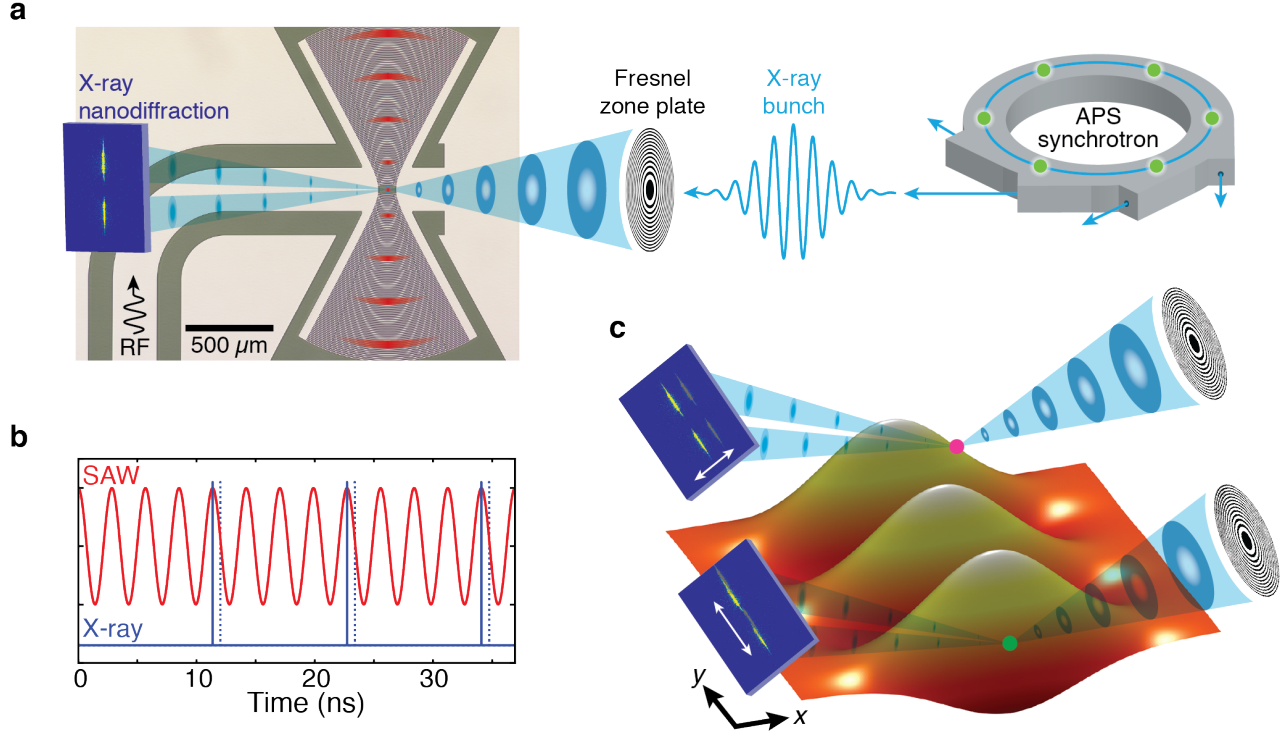 a
X-ray
nanodiffraction
Fresnel
zone plate
X-ray
bunch
APS
synchrotron
RF
500 µm
b
SAW
X-ray
0
10
20
30
Time (ns)
c
y
x